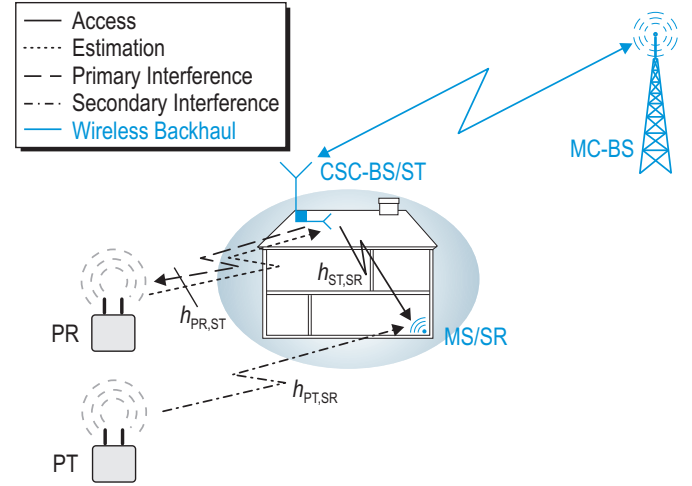 Access
Estimation
Primary Interference
Secondary Interference
Wireless Backhaul
MC-BS
CSC-BS/ST
hST,SR
hPR,ST
PR
MS/SR
hPT,SR
PT